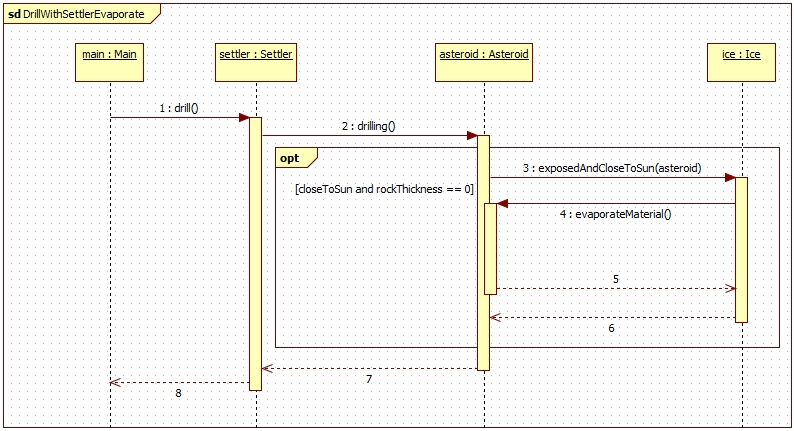 sd DrillWithSettlerEvaporate
main : Main
settler : Settler
asteroid : Asteroid
ice : Ice
1 : drill()
2 : drilling()
opt
3 : exposedAndCloseToSun(asteroid)
[closeToSun and rockThickness == 0]
4 : evaporateMaterial()
5
6
7
8